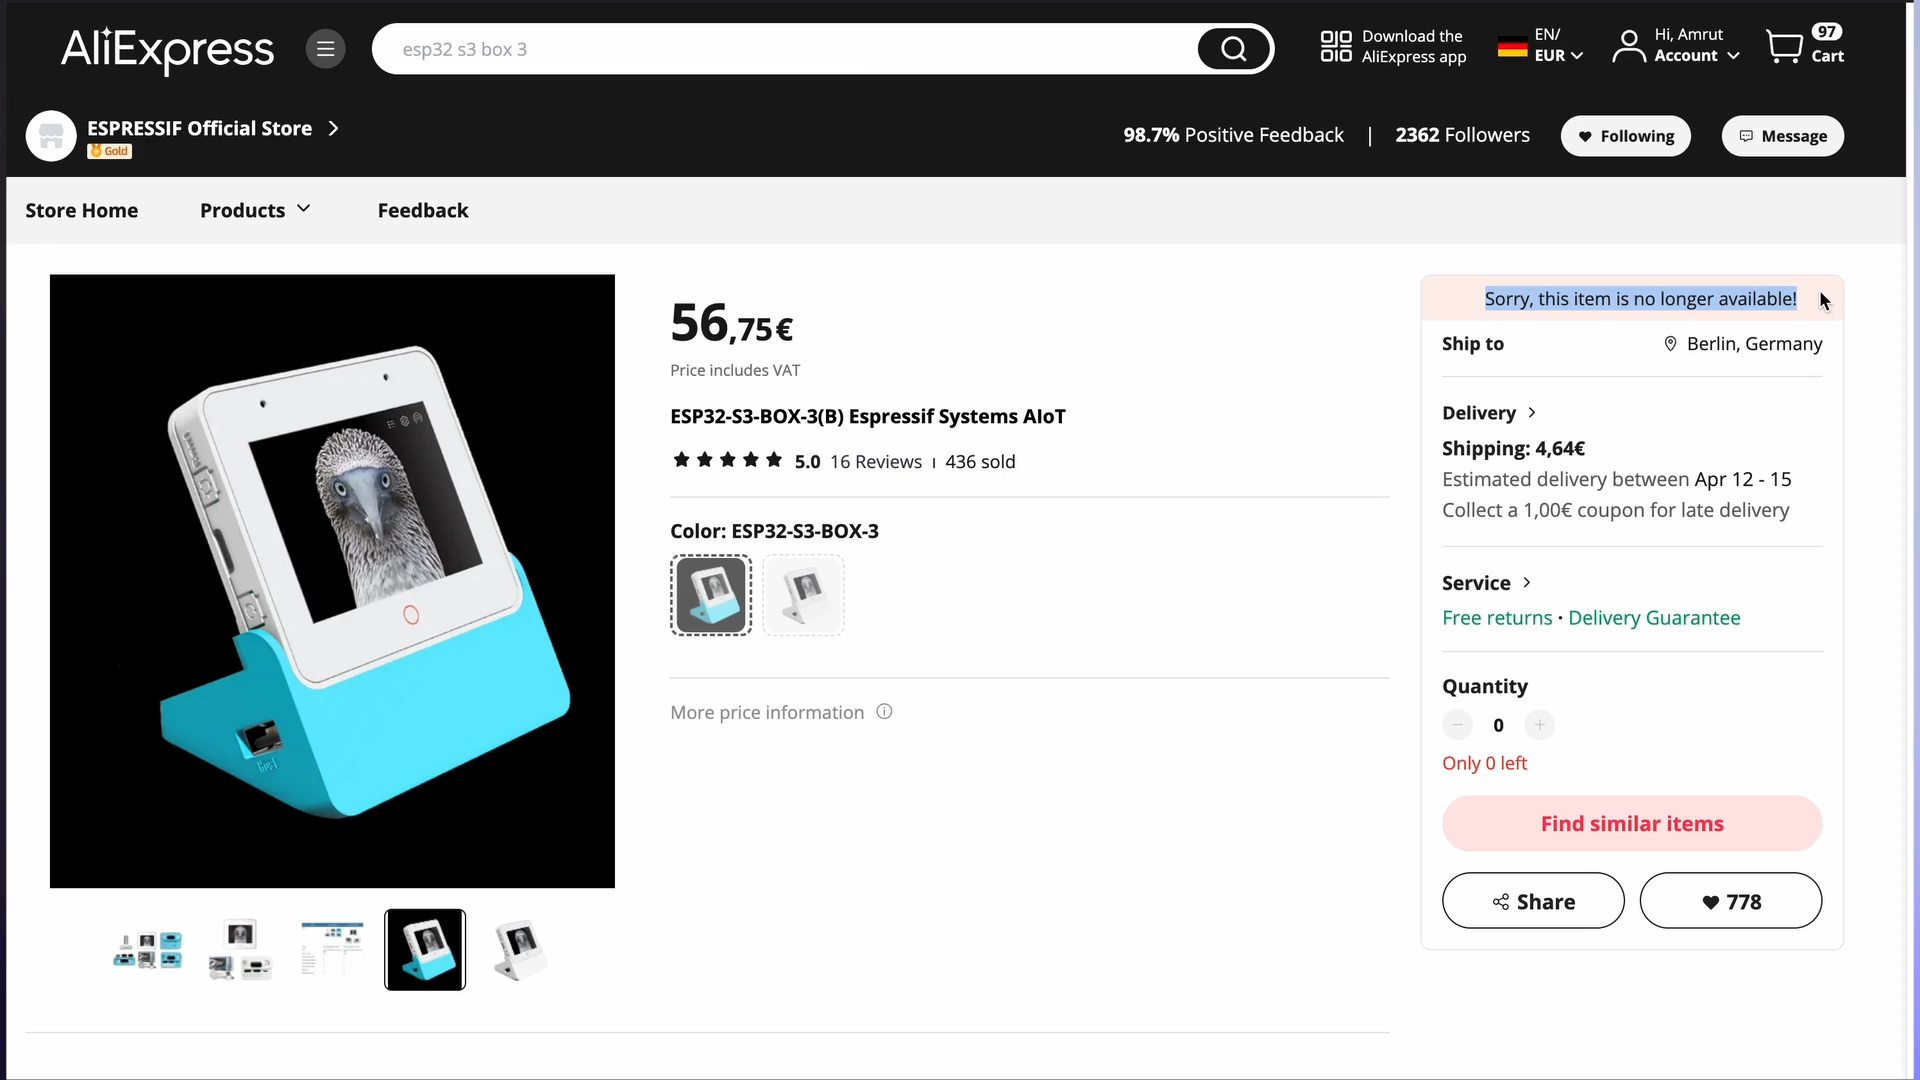 AliExpress
esp32 s3 box 3
Download the
AliExpress app
EN/
EUR
Hi, Amrut
Account
97
Cart
ESPRESSIF Official Store
Gold
98.7% Positive Feedback | 2362 Followers
Following
Message
Store Home
Products
Feedback
56,75€
Price includes VAT
ESP32-S3-BOX-3(B) Espressif Systems AIoT
5.0 16 Reviews | 436 sold
Color: ESP32-S3-BOX-3
More price information
Sorry, this item is no longer available!
Ship to
Berlin, Germany
Delivery
Shipping: 4,64€
Estimated delivery between Apr 12 - 15
Collect a 1,00€ coupon for late delivery
Service
Free returns · Delivery Guarantee
Quantity
− 0 +
Only 0 left
Find similar items
Share
778